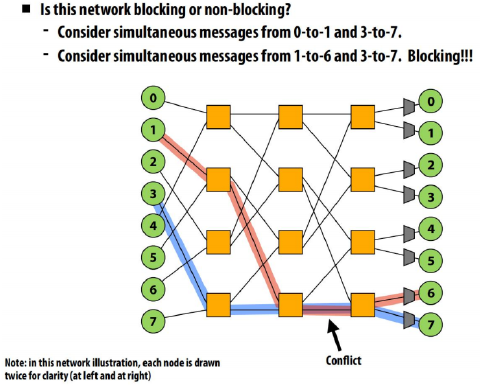 Is this network blocking or non-blocking?
- Consider simultaneous messages from 0-to-1 and 3-to-7.
- Consider simultaneous messages from 1-to-6 and 3-to-7. Blocking!!!
0
0
1
1
2
2
3
3
4
4
5
5
6
6
7
7
Conflict
Note: in this network illustration, each node is drawn
twice for clarity (at left and at right)